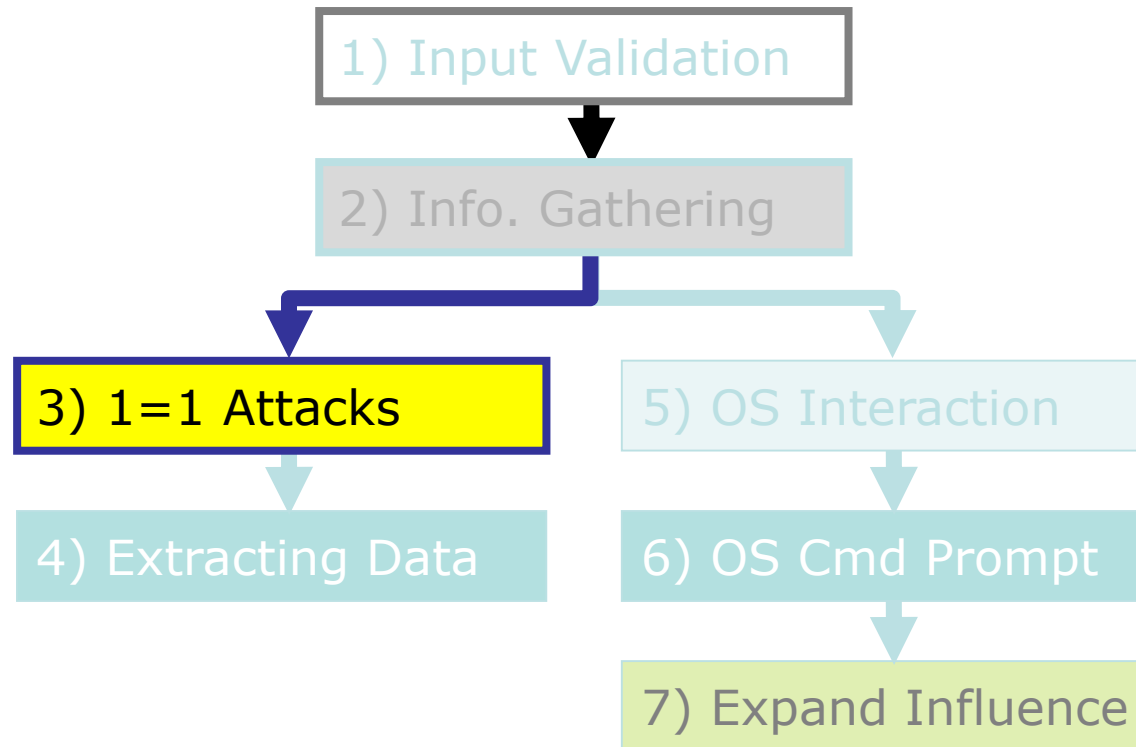 1) Input Validation
2) Info. Gathering
3) 1=1 Attacks
5) OS Interaction
4) Extracting Data
6) OS Cmd Prompt
7) Expand Influence